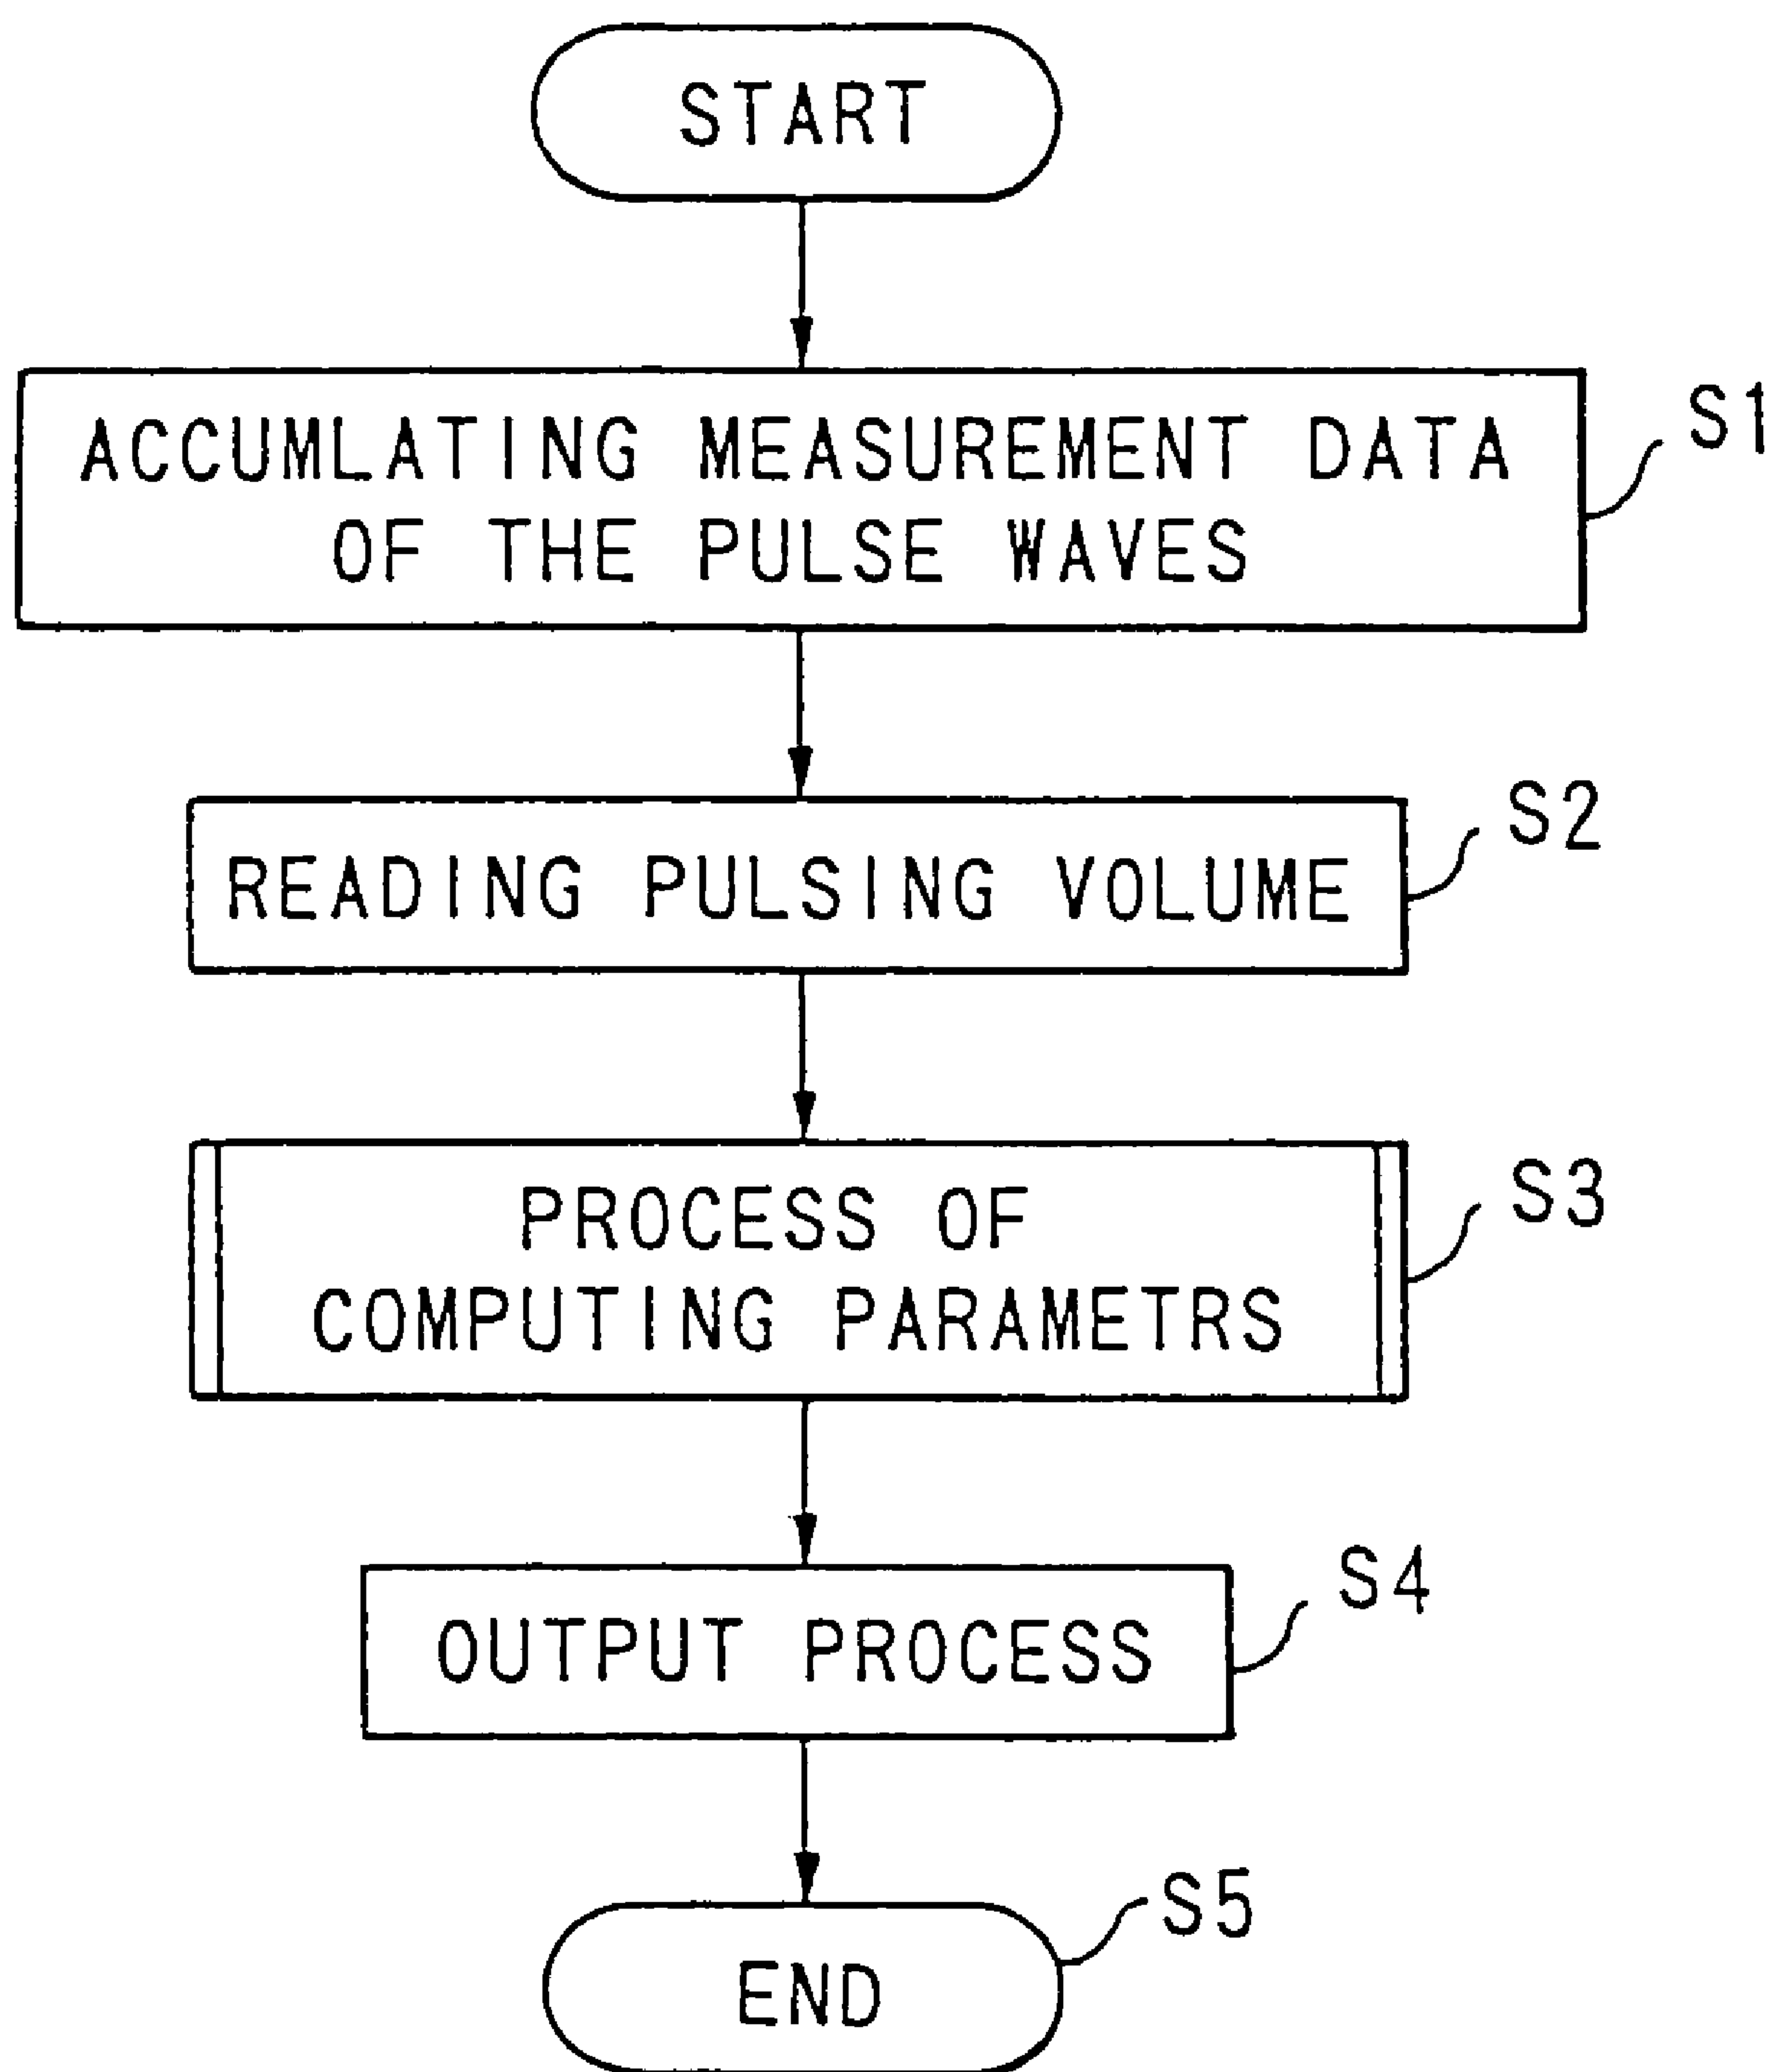 START
ACCUMLATING MEASUREMENT DATA
OF THE PULSE WAVES
S1
READING PULSING VOLUME
S2
PROCESS OF
COMPUTING PARAMETRS
S3
OUTPUT PROCESS
S4
END
S5